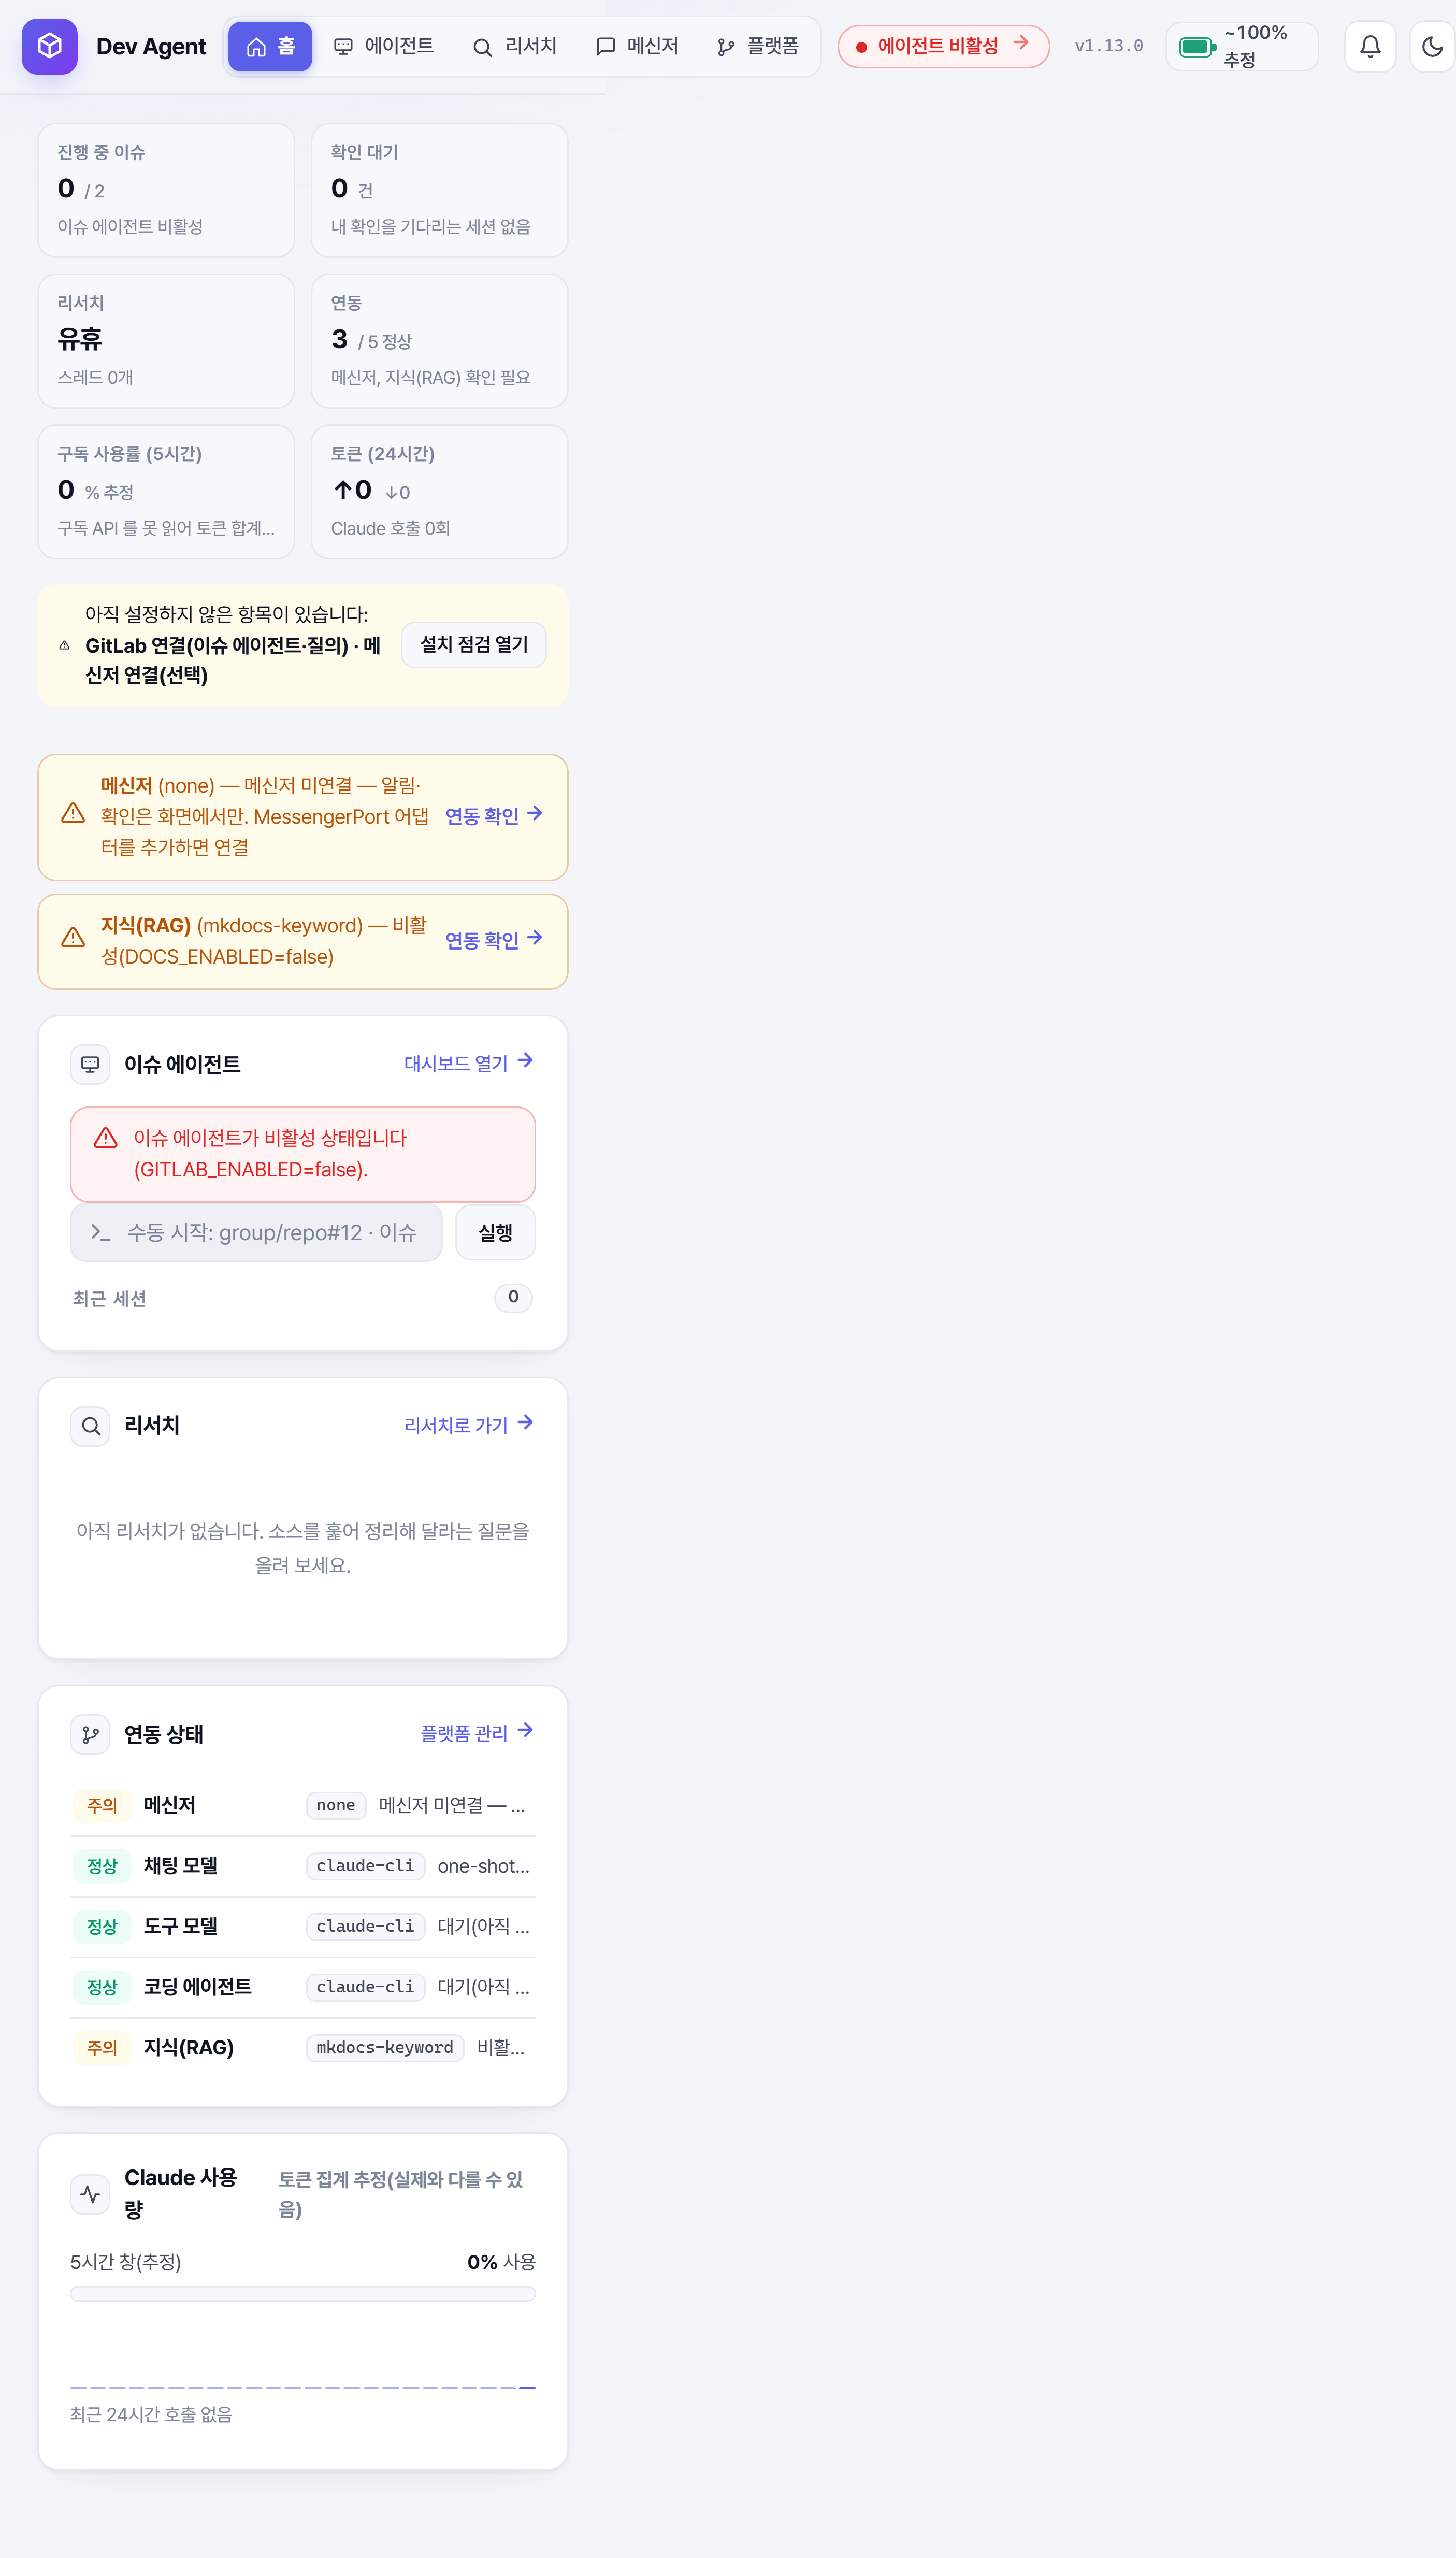 Dev Agent
홈
에이전트
리서치
메신저
플랫폼
에이전트 비활성 →
v1.13.0
~100%
추정
진행 중 이슈
0 / 2
이슈 에이전트 비활성
확인 대기
0 건
내 확인을 기다리는 세션 없음
리서치
유휴
스레드 0개
연동
3 / 5 정상
메신저, 지식(RAG) 확인 필요
구독 사용률 (5시간)
0 % 추정
구독 API 를 못 읽어 토큰 합계...
토큰 (24시간)
↑0 ↓0
Claude 호출 0회
아직 설정하지 않은 항목이 있습니다:
GitLab 연결(이슈 에이전트·질의) · 메
신저 연결(선택)
설치 점검 열기
메신저 (none) — 메신저 미연결 — 알림·
확인은 화면에서만. MessengerPort 어댑
터를 추가하면 연결
연동 확인 →
지식(RAG) (mkdocs-keyword) — 비활
성(DOCS_ENABLED=false)
연동 확인 →
이슈 에이전트
대시보드 열기 →
이슈 에이전트가 비활성 상태입니다
(GITLAB_ENABLED=false).
수동 시작: group/repo#12 · 이슈
실행
최근 세션
0
리서치
리서치로 가기 →
아직 리서치가 없습니다. 소스를 훑어 정리해 달라는 질문을
올려 보세요.
연동 상태
플랫폼 관리 →
주의 메신저 none 메신저 미연결 — ...
정상 채팅 모델 claude-cli one-shot...
정상 도구 모델 claude-cli 대기(아직 ...
정상 코딩 에이전트 claude-cli 대기(아직 ...
주의 지식(RAG) mkdocs-keyword 비활...
Claude 사용
량
토큰 집계 추정(실제와 다를 수 있
음)
5시간 창(추정)
0% 사용
최근 24시간 호출 없음